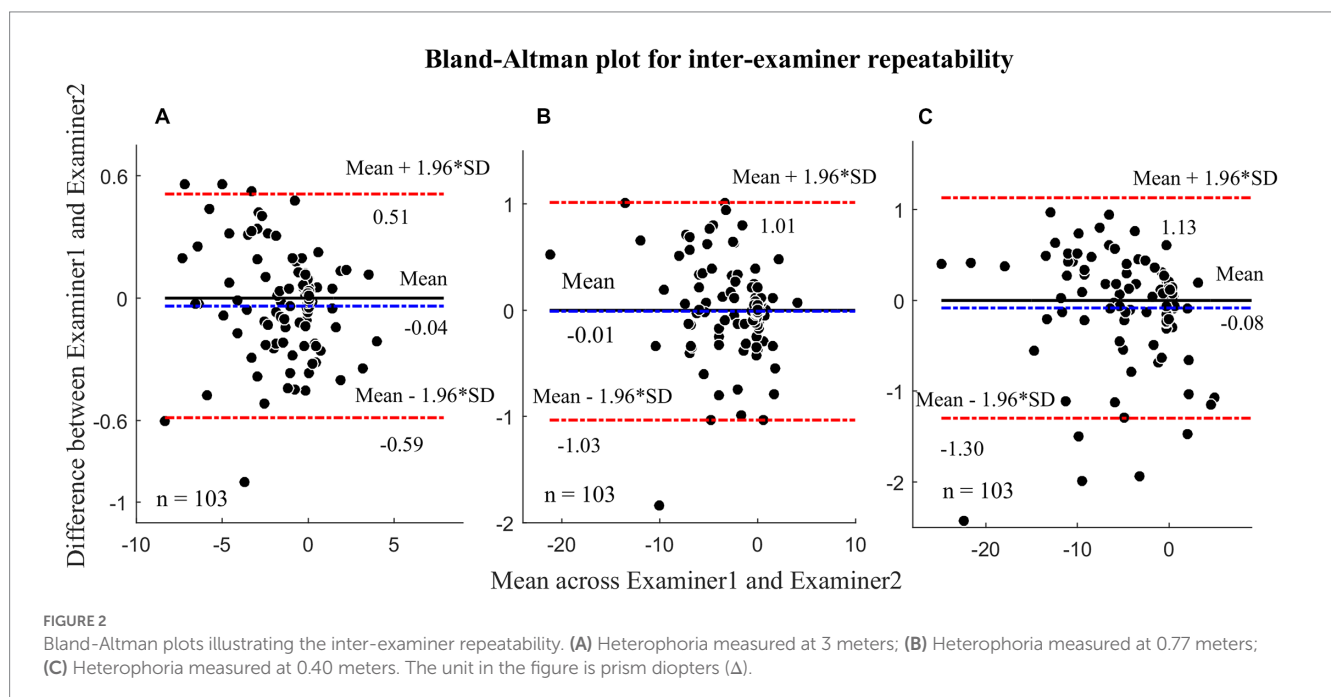 Bland-Altman plot for inter-examiner repeatability
Difference between Examiner1 and Examiner2
A
0.6
0
-0.6
-1
-10
-5
0
5
Mean + 1.96*SD
0.51
Mean
-0.04
Mean - 1.96*SD
-0.59
n = 103
B
1
0
-1
-2
-20
-10
0
10
Mean + 1.96*SD
1.01
Mean
-0.01
Mean - 1.96*SD
-1.03
n = 103
C
1
0
-1
-2
-20
-10
0
Mean + 1.96*SD
1.13
Mean
-0.08
Mean - 1.96*SD
-1.30
n = 103
Mean across Examiner1 and Examiner2
FIGURE 2
Bland-Altman plots illustrating the inter-examiner repeatability. (A) Heterophoria measured at 3 meters; (B) Heterophoria measured at 0.77 meters;
(C) Heterophoria measured at 0.40 meters. The unit in the figure is prism diopters (Δ).